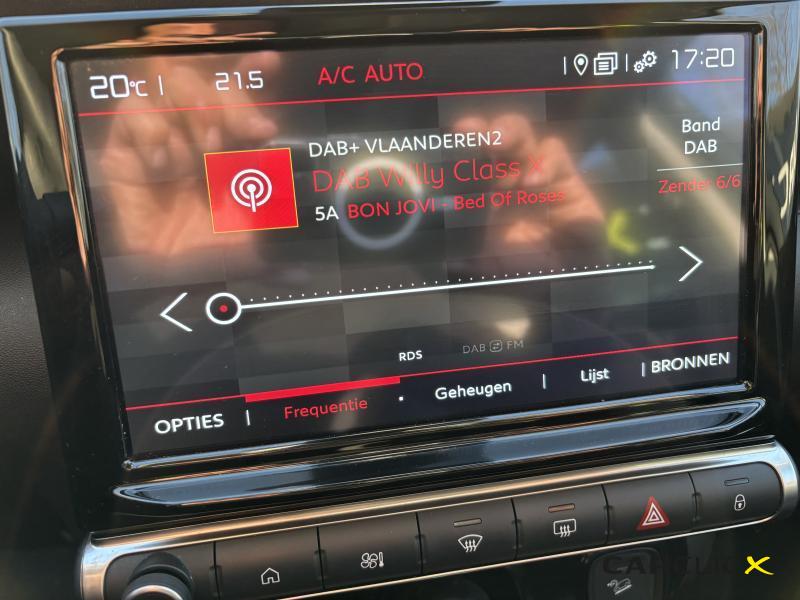 20°C | 21.5 A/C AUTO 17:20
DAB+ VLAANDEREN2
DAB Willy Class X
5A BON JOVI - Bed Of Roses
Band
DAB
Zender 6/6
RDS DAB FM
OPTIES | Frequentie • Geheugen | Lijst | BRONNEN